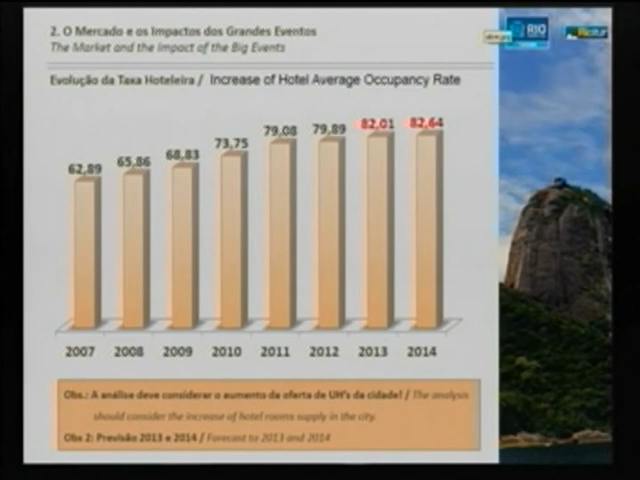 2. O Mercado e os Impactos dos Grandes Eventos
The Market and the Impact of the Big Events
RIO
Riotur
Evolução da Taxa Hoteleira / Increase of Hotel Average Occupancy Rate
62,89 65,86 68,83 73,75 79,08 79,89 82,01 82,64
2007 2008 2009 2010 2011 2012 2013 2014
Obs.: A análise deve considerar o aumento da oferta de UH's da cidade! / The analysis
should consider the increase of hotel rooms supply in the city.
Obs 2: Previsão 2013 e 2014 / Forecast to 2013 and 2014